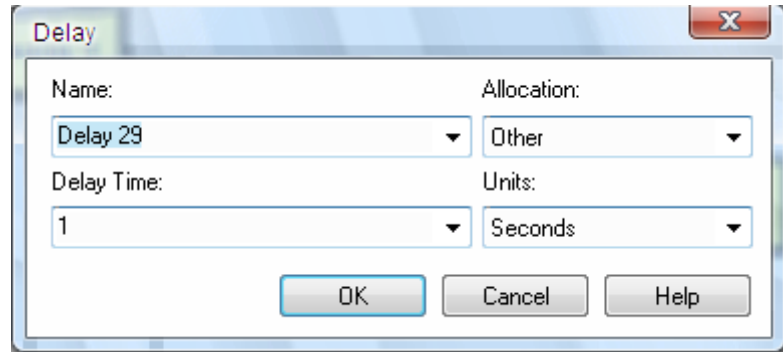 Delay
Name:
Allocation:
Delay 29
Other
Delay Time:
Units:
1
Seconds
OK
Cancel
Help